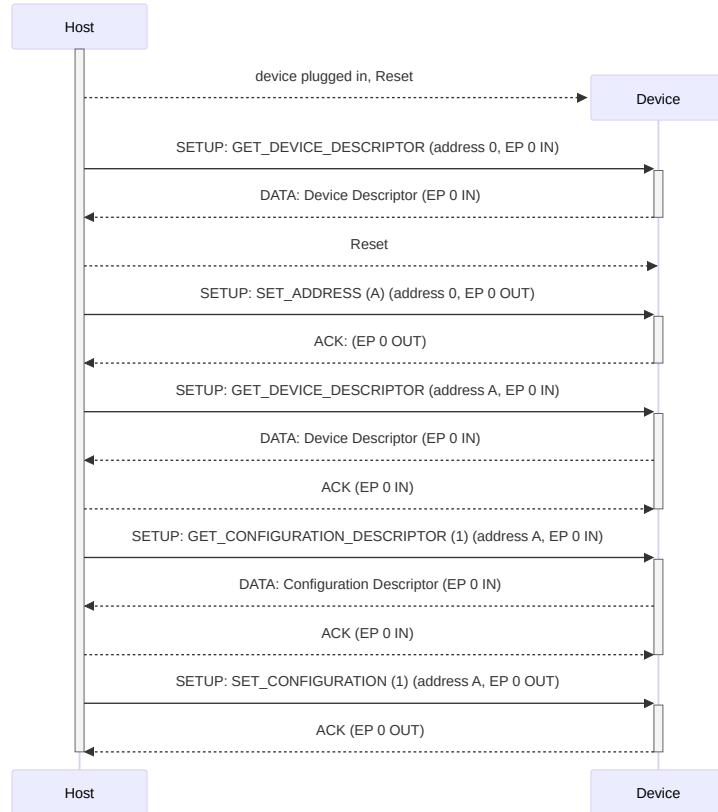 Host
device plugged in, Reset
Device
SETUP: GET_DEVICE_DESCRIPTOR (address 0, EP 0 IN)
DATA: Device Descriptor (EP 0 IN)
Reset
SETUP: SET_ADDRESS (A) (address 0, EP 0 OUT)
ACK: (EP 0 OUT)
SETUP: GET_DEVICE_DESCRIPTOR (address A, EP 0 IN)
DATA: Device Descriptor (EP 0 IN)
ACK (EP 0 IN)
SETUP: GET_CONFIGURATION_DESCRIPTOR (1) (address A, EP 0 IN)
DATA: Configuration Descriptor (EP 0 IN)
ACK (EP 0 IN)
SETUP: SET_CONFIGURATION (1) (address A, EP 0 OUT)
ACK (EP 0 OUT)
Host
Device